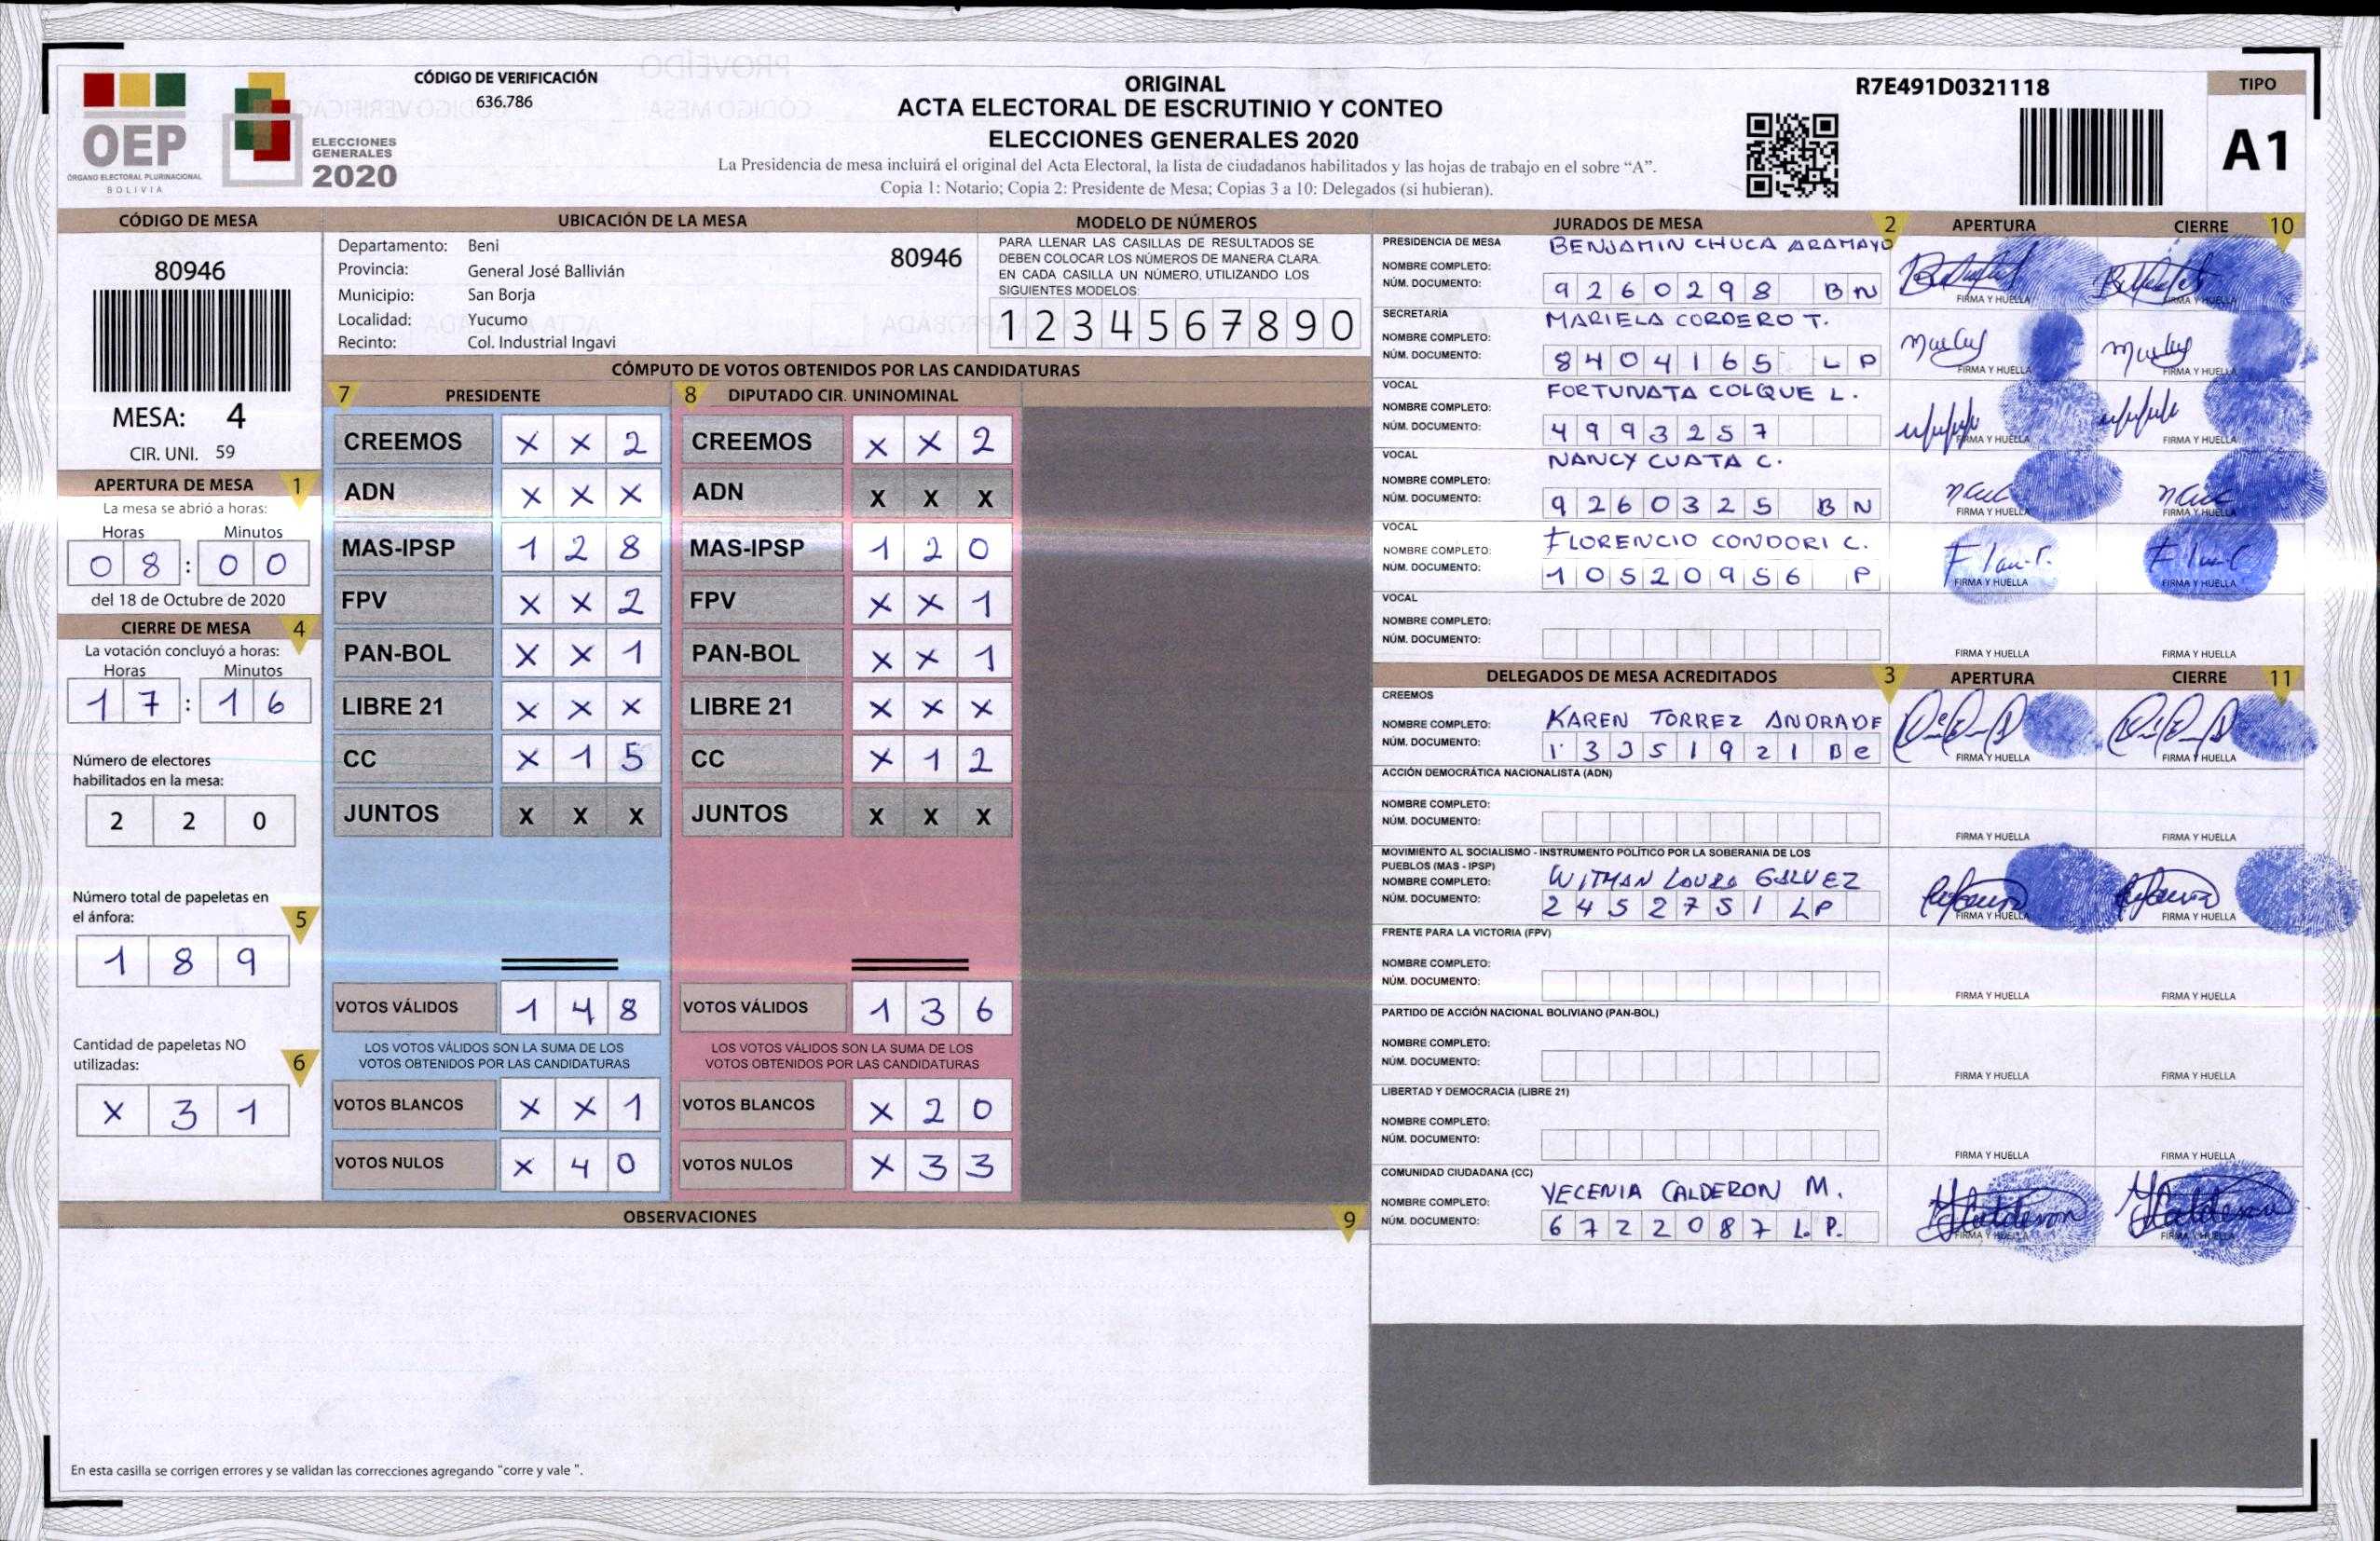 OEP
ÓRGANO ELECTORAL PLURINACIONAL
BOLIVIA
ELECCIONES
GENERALES
2020
CÓDIGO DE VERIFICACIÓN
636.786
ORIGINAL
ACTA ELECTORAL DE ESCRUTINIO Y CONTEO
ELECCIONES GENERALES 2020
La Presidencia de mesa incluirá el original del Acta Electoral, la lista de ciudadanos habilitados y las hojas de trabajo en el sobre “A”.
Copia 1: Notario; Copia 2: Presidente de Mesa; Copias 3 a 10: Delegados (si hubieran).
R7E491D0321118
TIPO
A1
CÓDIGO DE MESA
80946
MESA: 4
CIR. UNI. 59
APERTURA DE MESA 1
La mesa se abrió a horas:
Horas Minutos
0 8 : 0 0
del 18 de Octubre de 2020
CIERRE DE MESA 4
La votación concluyó a horas:
Horas Minutos
1 7 : 1 6
Número de electores
habilitados en la mesa:
2 2 0
Número total de papeletas en
el ánfora: 5
1 8 9
Cantidad de papeletas NO
utilizadas: 6
X 3 1
UBICACIÓN DE LA MESA
Departamento: Beni
Provincia: General José Ballivián
Municipio: San Borja
Localidad: Yucumo
Recinto: Col. Industrial Ingavi
80946
MODELO DE NÚMEROS
PARA LLENAR LAS CASILLAS DE RESULTADOS SE
DEBEN COLOCAR LOS NÚMEROS DE MANERA CLARA.
EN CADA CASILLA UN NÚMERO, UTILIZANDO LOS
SIGUIENTES MODELOS:
1 2 3 4 5 6 7 8 9 0
CÓMPUTO DE VOTOS OBTENIDOS POR LAS CANDIDATURAS
7 PRESIDENTE
CREEMOS X X 2
ADN X X X
MAS-IPSP 1 2 8
FPV X X 2
PAN-BOL X X 1
LIBRE 21 X X X
CC X 1 5
JUNTOS X X X
VOTOS VÁLIDOS 1 4 8
LOS VOTOS VÁLIDOS SON LA SUMA DE LOS
VOTOS OBTENIDOS POR LAS CANDIDATURAS
VOTOS BLANCOS X X 1
VOTOS NULOS X 4 0
8 DIPUTADO CIR. UNINOMINAL
CREEMOS X X 2
ADN X X X
MAS-IPSP 1 2 0
FPV X X 1
PAN-BOL X X 1
LIBRE 21 X X X
CC X 1 2
JUNTOS X X X
VOTOS VÁLIDOS 1 3 6
LOS VOTOS VÁLIDOS SON LA SUMA DE LOS
VOTOS OBTENIDOS POR LAS CANDIDATURAS
VOTOS BLANCOS X 2 0
VOTOS NULOS X 3 3
OBSERVACIONES 9
En esta casilla se corrigen errores y se validan las correcciones agregando "corre y vale ".
JURADOS DE MESA 2 APERTURA CIERRE 10
PRESIDENCIA DE MESA
NOMBRE COMPLETO: BENJAMIN CHUCA ARAMAYO
NÚM. DOCUMENTO: 9260298 BN
FIRMA Y HUELLA FIRMA Y HUELLA
SECRETARÍA
NOMBRE COMPLETO: MARIELA CORDERO T.
NÚM. DOCUMENTO: 8404165 LP
FIRMA Y HUELLA FIRMA Y HUELLA
VOCAL
NOMBRE COMPLETO: FORTUNATA COLQUE L.
NÚM. DOCUMENTO: 4993257
FIRMA Y HUELLA FIRMA Y HUELLA
VOCAL
NOMBRE COMPLETO: NANCY CUATA C.
NÚM. DOCUMENTO: 9260325 BN
FIRMA Y HUELLA FIRMA Y HUELLA
VOCAL
NOMBRE COMPLETO: FLORENCIO CONDORI C.
NÚM. DOCUMENTO: 10520956 P
FIRMA Y HUELLA FIRMA Y HUELLA
VOCAL
NOMBRE COMPLETO:
NÚM. DOCUMENTO:
FIRMA Y HUELLA FIRMA Y HUELLA
DELEGADOS DE MESA ACREDITADOS 3 APERTURA CIERRE 11
CREEMOS
NOMBRE COMPLETO: KAREN TORREZ ANDRADE
NÚM. DOCUMENTO: 13351921 Be
FIRMA Y HUELLA FIRMA Y HUELLA
ACCIÓN DEMOCRÁTICA NACIONALISTA (ADN)
NOMBRE COMPLETO:
NÚM. DOCUMENTO:
FIRMA Y HUELLA FIRMA Y HUELLA
MOVIMIENTO AL SOCIALISMO - INSTRUMENTO POLÍTICO POR LA SOBERANIA DE LOS
PUEBLOS (MAS - IPSP)
NOMBRE COMPLETO: WITMAN LAURA GALVEZ
NÚM. DOCUMENTO: 2452751 LP
FIRMA Y HUELLA FIRMA Y HUELLA
FRENTE PARA LA VICTORIA (FPV)
NOMBRE COMPLETO:
NÚM. DOCUMENTO:
FIRMA Y HUELLA FIRMA Y HUELLA
PARTIDO DE ACCIÓN NACIONAL BOLIVIANO (PAN-BOL)
NOMBRE COMPLETO:
NÚM. DOCUMENTO:
FIRMA Y HUELLA FIRMA Y HUELLA
LIBERTAD Y DEMOCRACIA (LIBRE 21)
NOMBRE COMPLETO:
NÚM. DOCUMENTO:
FIRMA Y HUELLA FIRMA Y HUELLA
COMUNIDAD CIUDADANA (CC)
NOMBRE COMPLETO: YECENIA CALDERON M.
NÚM. DOCUMENTO: 6722087 L.P.
FIRMA Y HUELLA FIRMA Y HUELLA